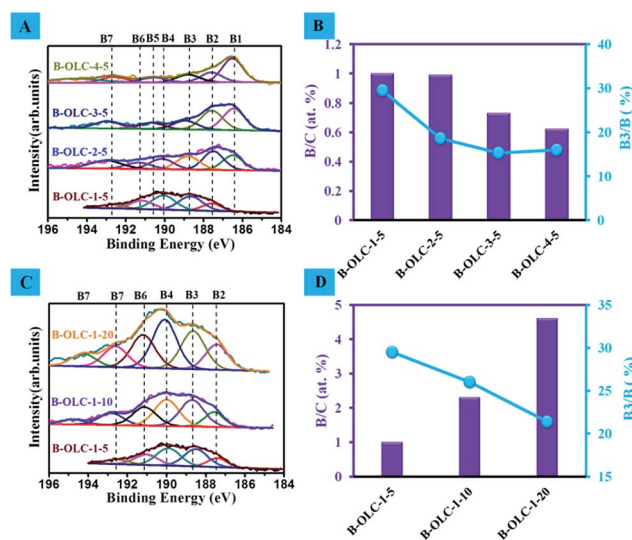 A
B7 B6 B5 B4 B3 B2 B1
B-OLC-4-5
B-OLC-3-5
B-OLC-2-5
B-OLC-1-5
Intensity(arb.units)
196 194 192 190 188 186 184
Binding Energy (eV)
B
1.2
1
0.8
0.6
0.4
0.2
0
B/C (at. %)
40
30
20
10
0
B3/B ( %)
B-OLC-1-5 B-OLC-2-5 B-OLC-3-5 B-OLC-4-5
C
B7 B7 B6 B4 B3 B2
B-OLC-1-20
B-OLC-1-10
B-OLC-1-5
Intensity(arb.units)
196 194 192 190 188 186 184
Binding Energy (eV)
D
5
4
3
2
1
0
B/C (at. %)
35
30
25
20
15
B3/B ( %)
B-OLC-1-5 B-OLC-1-10 B-OLC-1-20